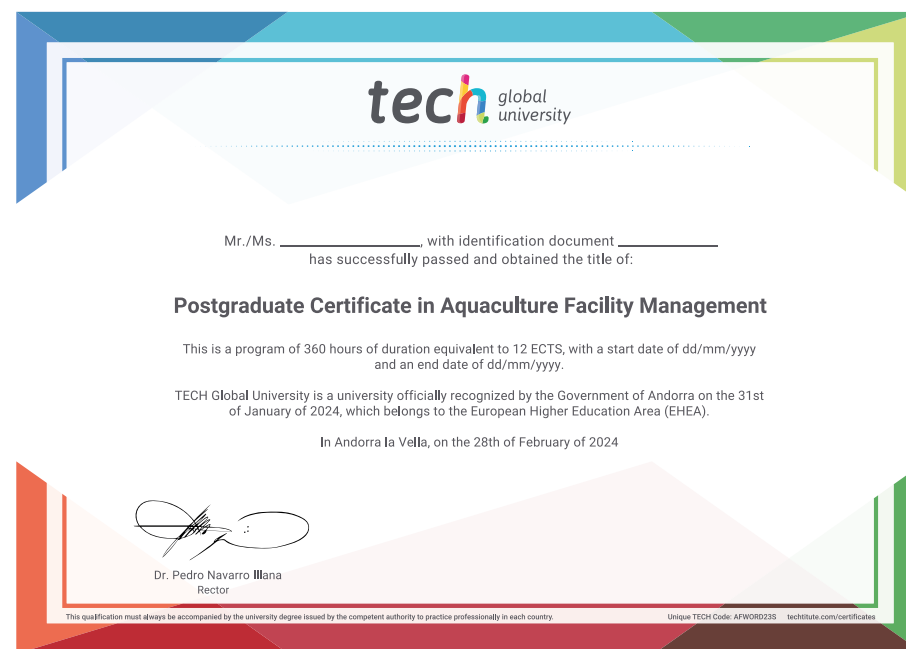 tech global
university
Mr./Ms. ____________________, with identification document ______________
has successfully passed and obtained the title of:
Postgraduate Certificate in Aquaculture Facility Management
This is a program of 360 hours of duration equivalent to 12 ECTS, with a start date of dd/mm/yyyy
and an end date of dd/mm/yyyy.
TECH Global University is a university officially recognized by the Government of Andorra on the 31st
of January of 2024, which belongs to the European Higher Education Area (EHEA).
In Andorra la Vella, on the 28th of February of 2024
Dr. Pedro Navarro Illana
Rector
This qualification must always be accompanied by the university degree issued by the competent authority to practice professionally in each country.
Unique TECH Code: AFWORD23S techtitute.com/certificates